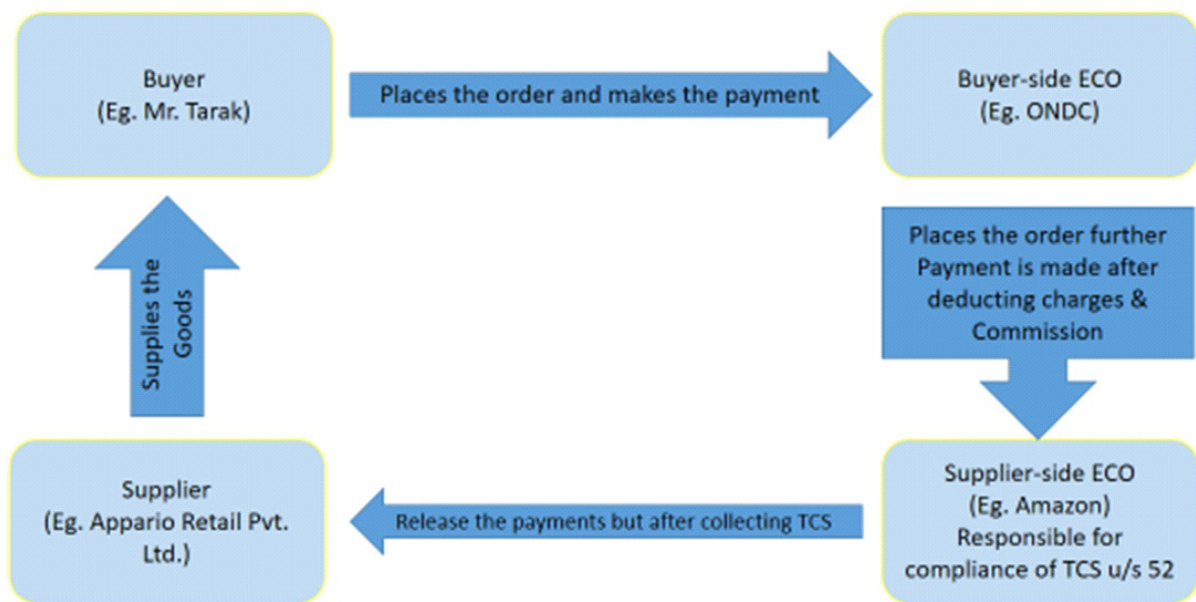 Buyer
(Eg. Mr. Tarak)
Places the order and makes the payment
Buyer-side ECO
(Eg. ONDC)
Places the order further
Payment is made after
deducting charges &
Commission
Supplier-side ECO
(Eg. Amazon)
Responsible for
compliance of TCS u/s 52
Release the payments but after collecting TCS
Supplier
(Eg. Appario Retail Pvt.
Ltd.)
Supplies the
Goods